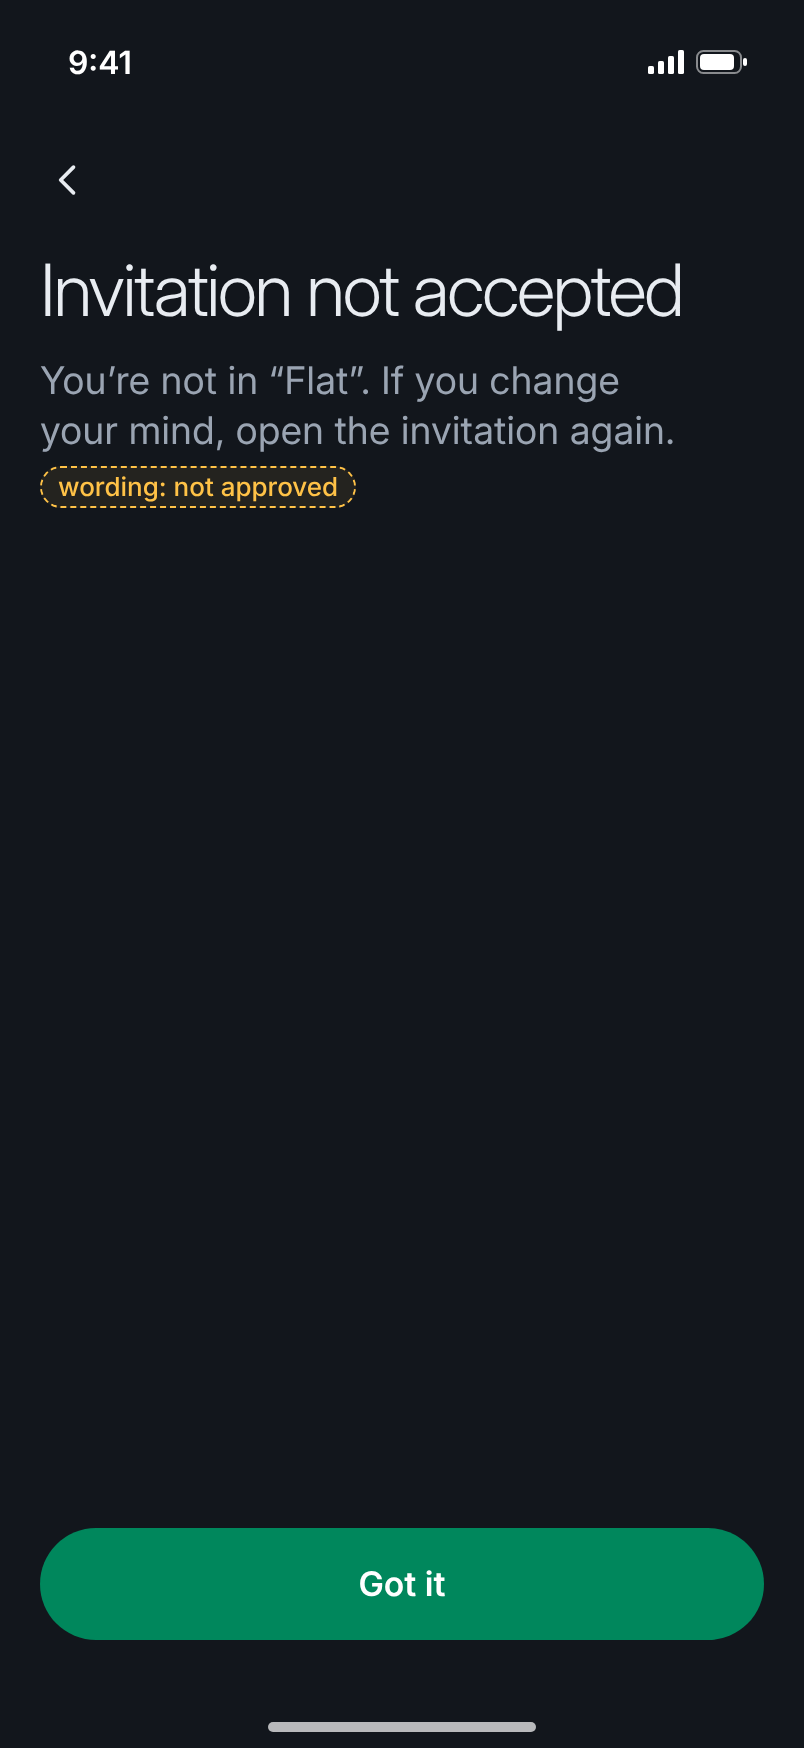 9:41
Invitation not accepted
You’re not in “Flat”. If you change
your mind, open the invitation again.
wording: not approved
Got it